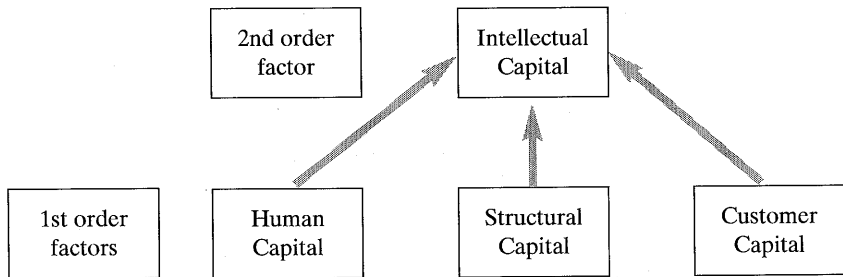 2nd order
factor
Intellectual
Capital
1st order
factors
Human
Capital
Structural
Capital
Customer
Capital